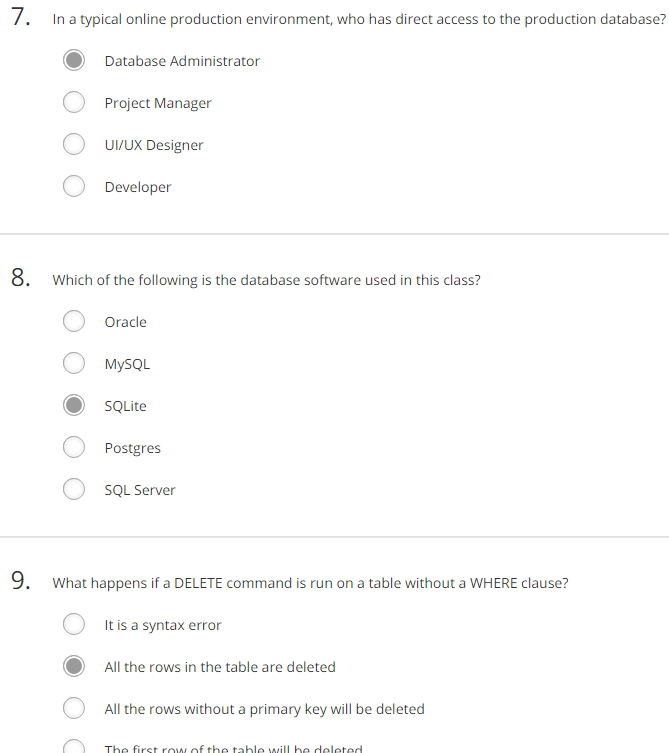 7. In a typical online production environment, who has direct access to the production database?
Database Administrator
Project Manager
UI/UX Designer
Developer
8. Which of the following is the database software used in this class?
Oracle
MySQL
SQLite
Postgres
SQL Server
9. What happens if a DELETE command is run on a table without a WHERE clause?
It is a syntax error
All the rows in the table are deleted
All the rows without a primary key will be deleted
The first row of the table will be deleted